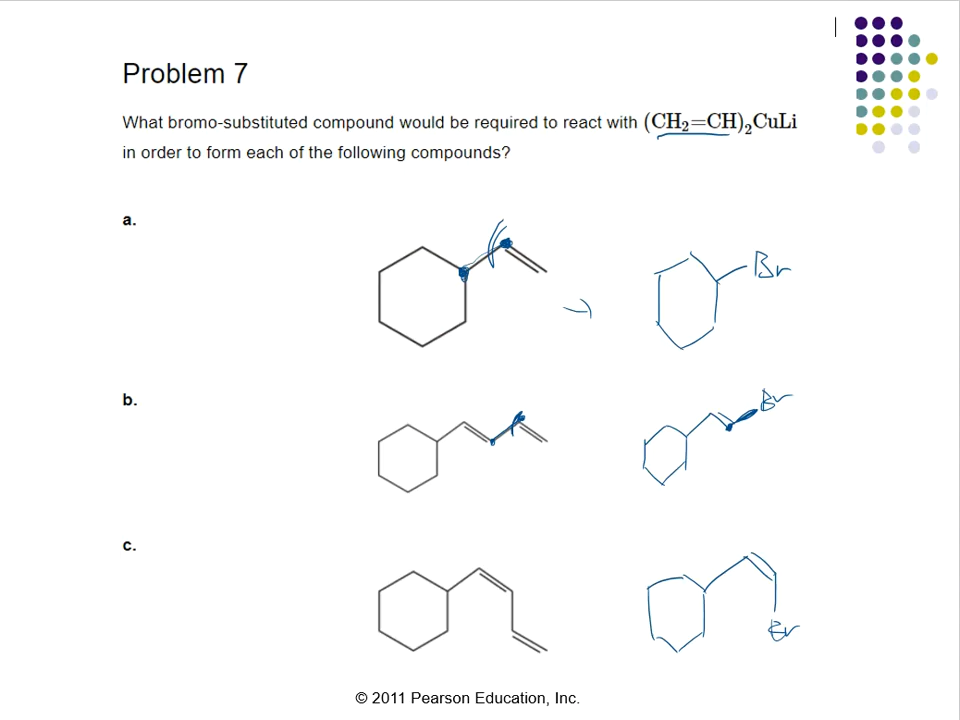 Problem 7
What bromo-substituted compound would be required to react with (CH₂=CH)₂CuLi
in order to form each of the following compounds?
a.
Br
b.
Br
c.
Br
© 2011 Pearson Education, Inc.